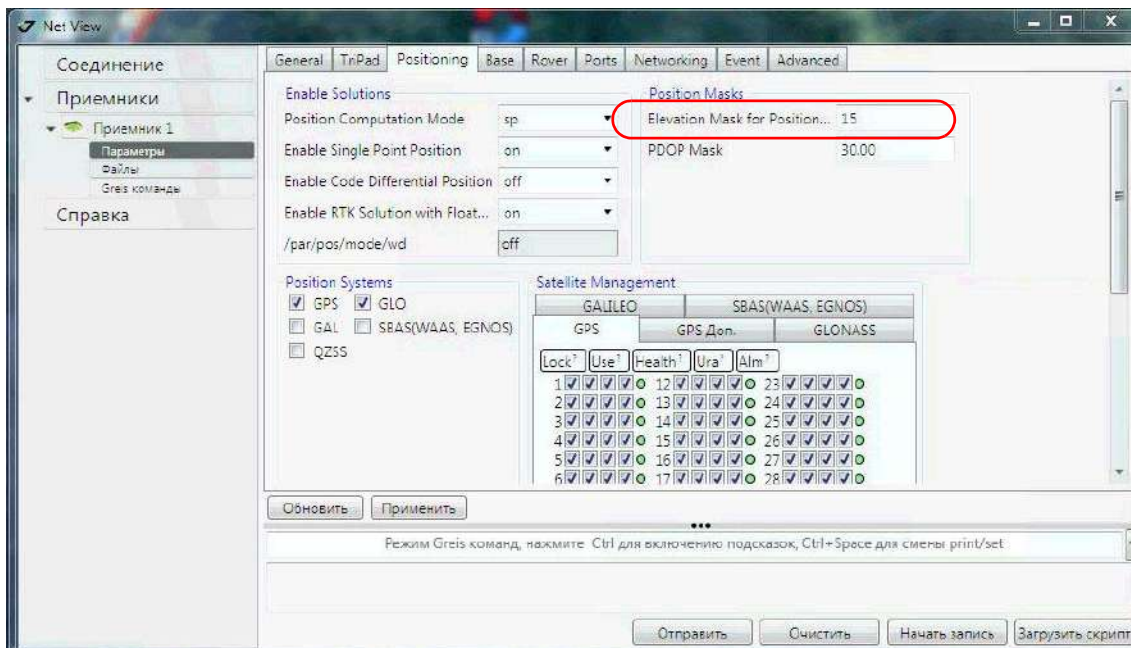 Net View
Соединение
Приемники
Приемник 1
Параметры
Файлы
Greis команды
Справка
General TriPad Positioning Base Rover Ports Networking Event Advanced
Enable Solutions
Position Computation Mode sp
Enable Single Point Position on
Enable Code Differential Position off
Enable RTK Solution with Float... on
/par/pos/mode/wd off
Position Masks
Elevation Mask for Position... 15
PDOP Mask 30.00
Position Systems
GPS GLO
GAL SBAS(WAAS, EGNOS)
QZSS
Satellite Management
GALILEO SBAS(WAAS, EGNOS)
GPS GPS Доп. GLONASS
Lock? Use? Health? Ura? Alm?
1 12 23
2 13 24
3 14 25
4 15 26
5 16 27
6 17 28
Обновить Применить
Режим Greis команд, нажмите Ctrl для включению подсказок, Ctrl+Space для смены print/set
Отправить Очистить Начать запись Загрузить скрипт